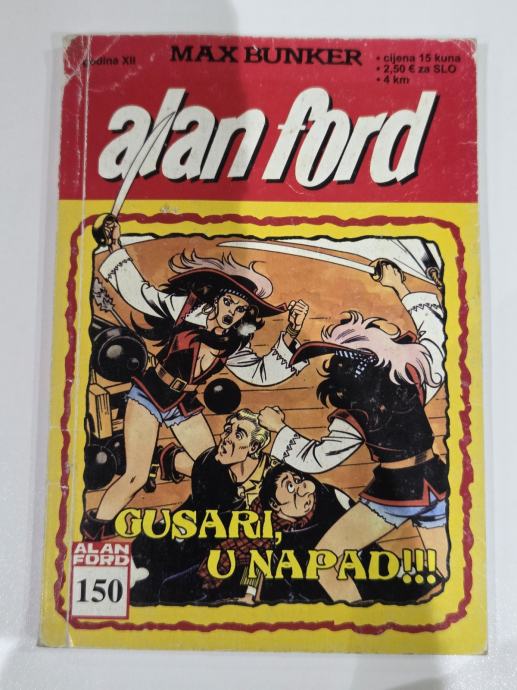 godina XII
MAX BUNKER
• cijena 15 kuna
• 2,50 € za SLO
• 4 km
alan ford
GUSARI,
U NAPAD!!!
ALAN
FORD
150